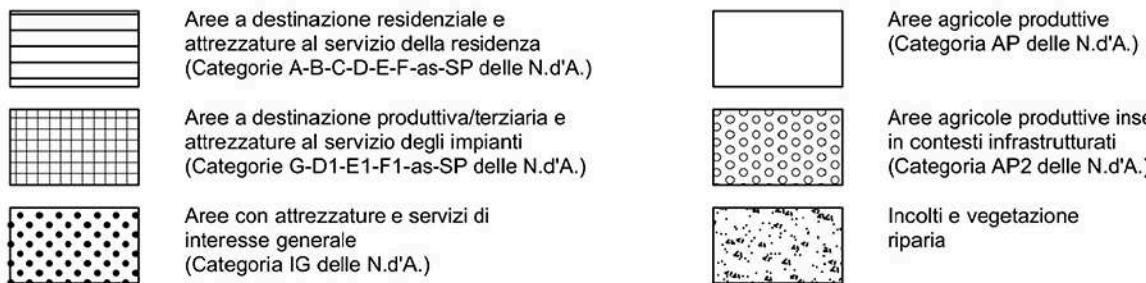 Aree a destinazione residenziale e
attrezzature al servizio della residenza
(Categorie A-B-C-D-E-F-as-SP delle N.d'A.)
Aree a destinazione produttiva/terziaria e
attrezzature al servizio degli impianti
(Categorie G-D1-E1-F1-as-SP delle N.d'A.)
Aree con attrezzature e servizi di
interesse generale
(Categoria IG delle N.d'A.)
Aree agricole produttive
(Categoria AP delle N.d'A.)
Aree agricole produttive
in contesti infrastrutturati
(Categoria AP2 delle N.d'A.)
Incolti e vegetazione
riparia